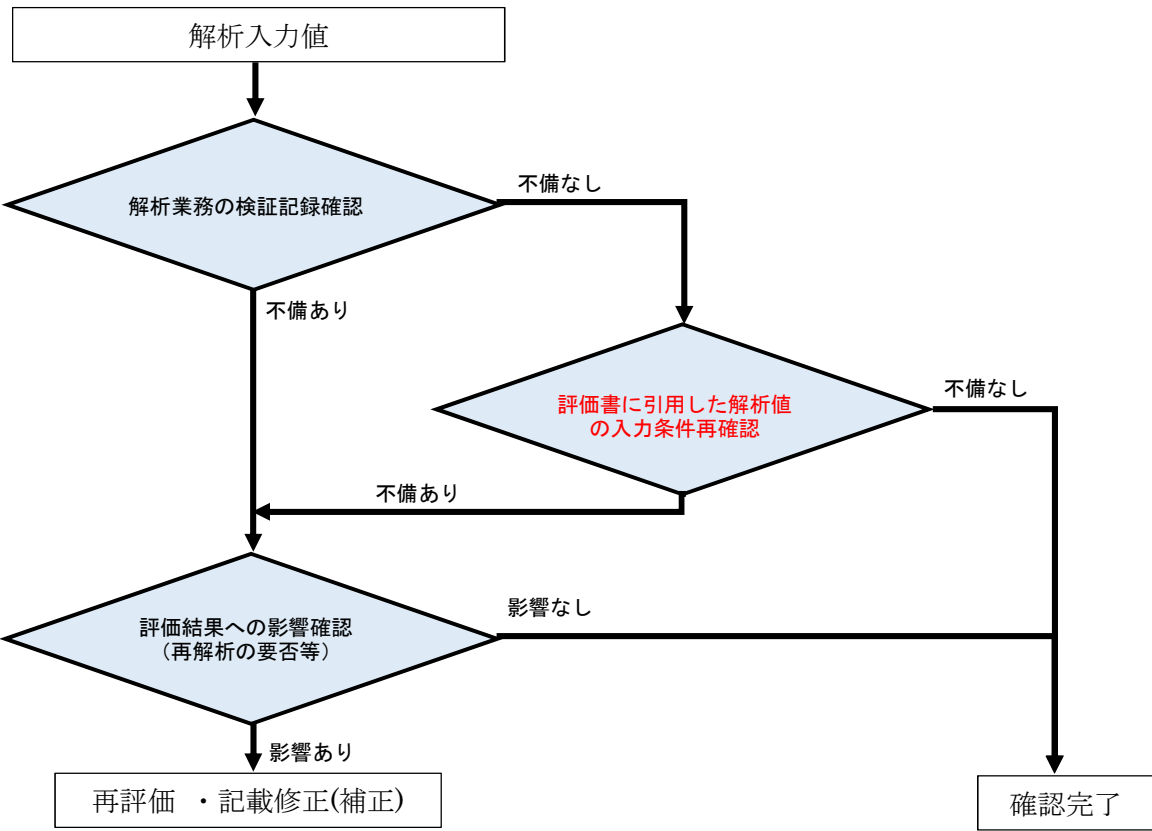 解析入力値
解析業務の検証記録確認
不備なし
不備あり
評価書に引用した解析値
の入力条件再確認
不備なし
不備あり
評価結果への影響確認
（再解析の要否等）
影響なし
影響あり
再評価 ・記載修正(補正)
確認完了